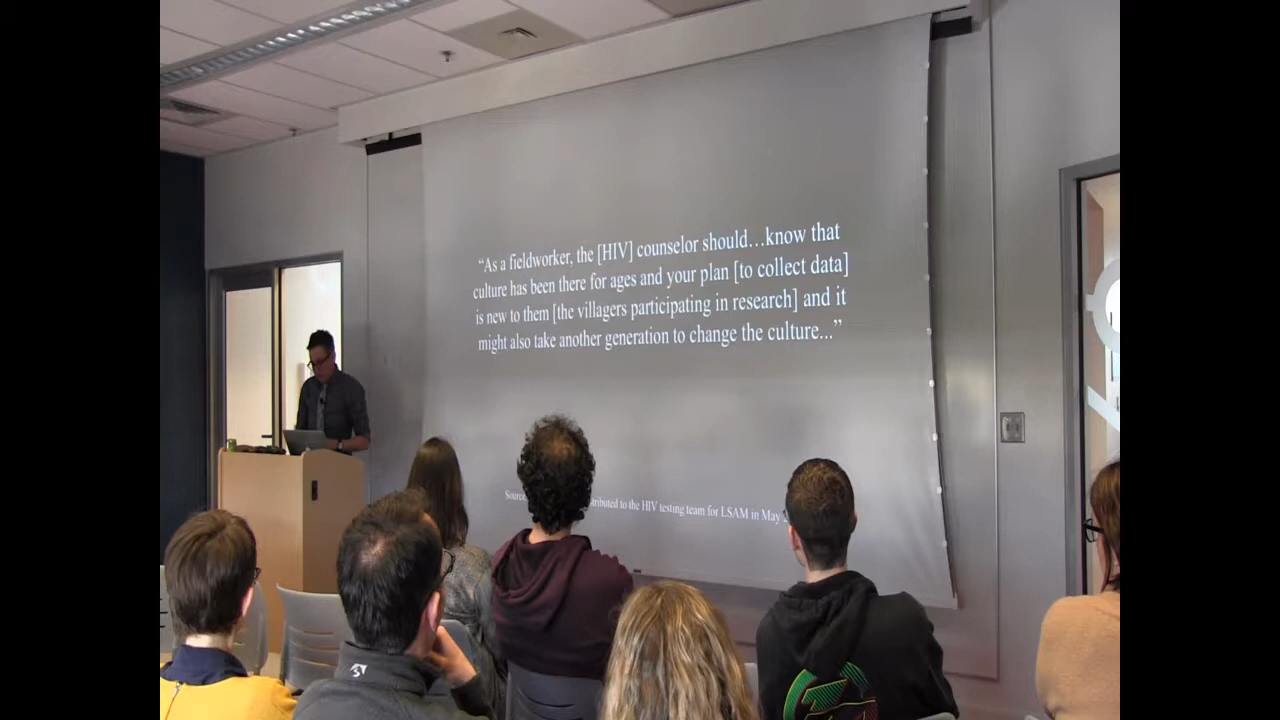 “As a fieldworker, the [HIV] counselor should…know that
culture has been there for ages and your plan [to collect data]
is new to them [the villagers participating in research] and it
might also take another generation to change the culture...”
to the HIV testing team for LSAM in May